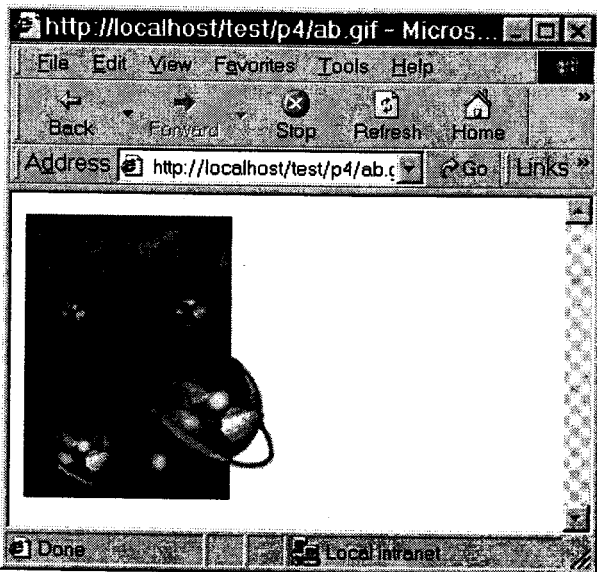 http://localhost/test/p4/ab.gif - Micros...
File Edit View Favorites Tools Help
Back Forward Stop Refresh Home »
Address http://localhost/test/p4/ab.g Go Links »
Done Local intranet